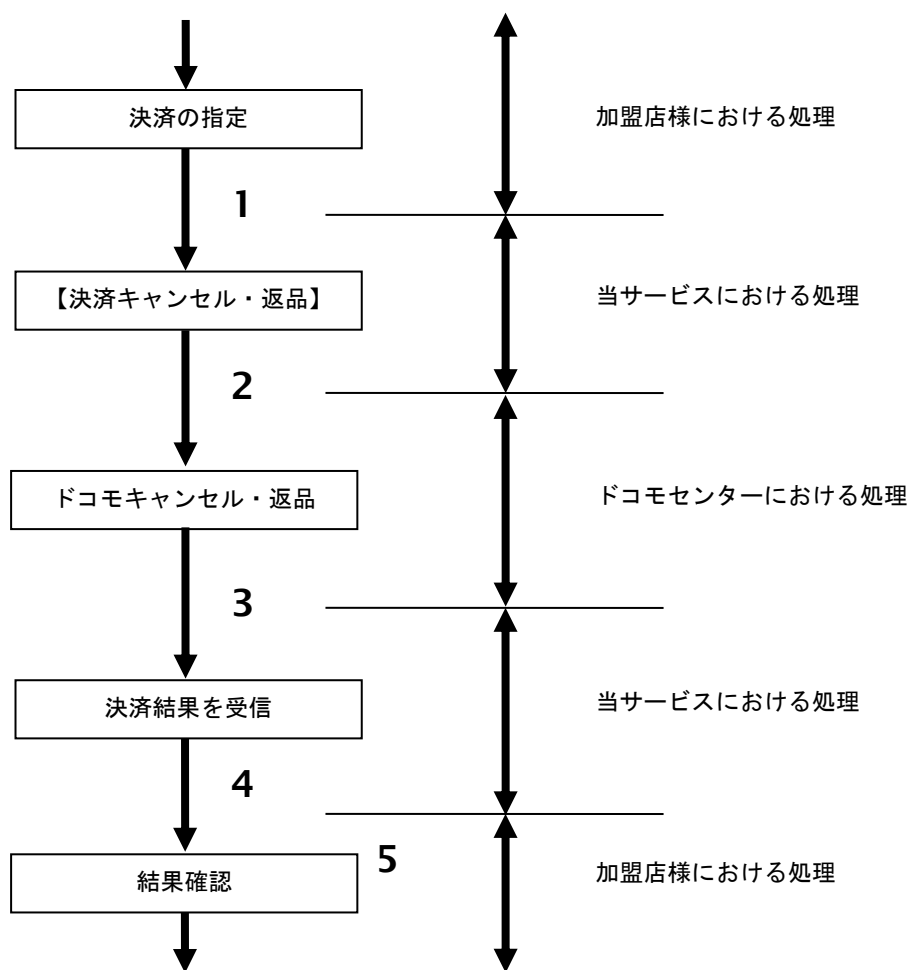 決済の指定
加盟店様における処理
1
【決済キャンセル・返品】
当サービスにおける処理
2
ドコモキャンセル・返品
ドコモセンターにおける処理
3
決済結果を受信
当サービスにおける処理
4
結果確認
5
加盟店様における処理